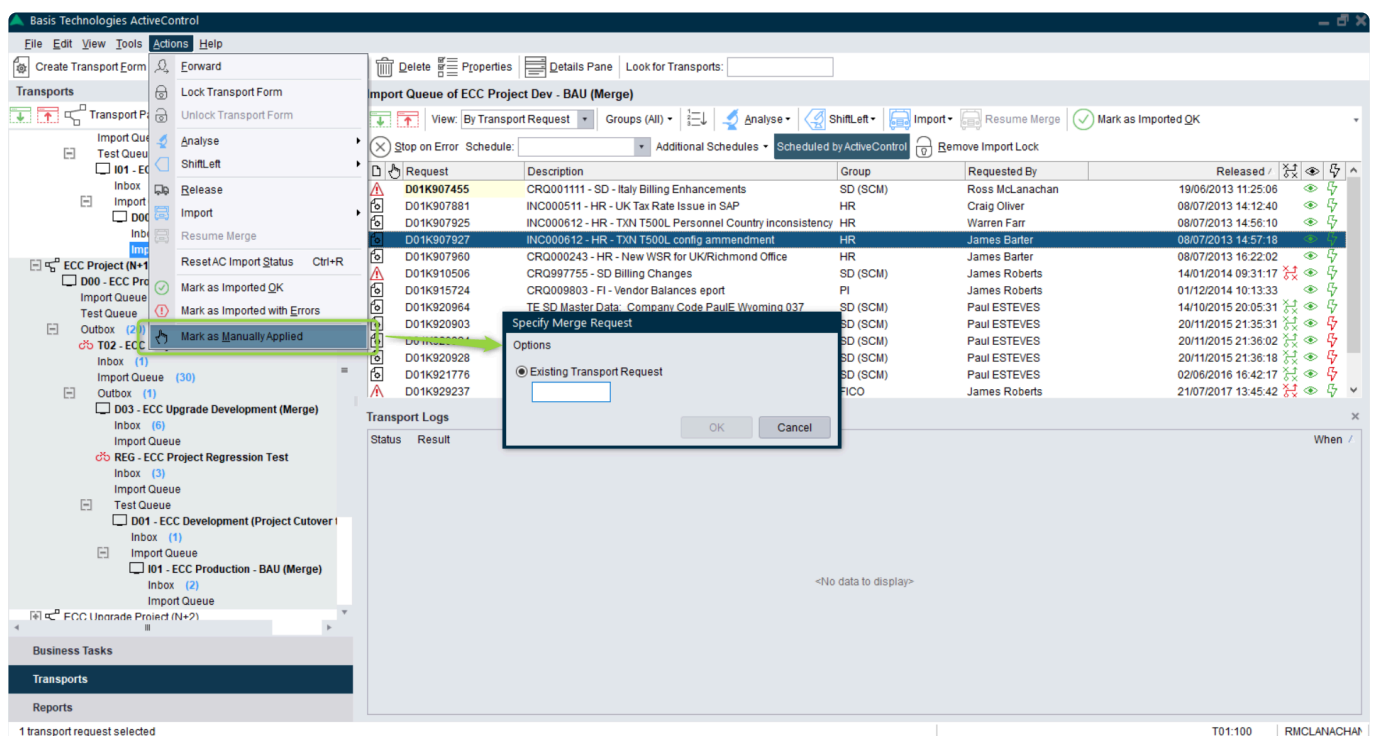 Basis Technologies ActiveControl
File Edit View Tools Actions Help
Create Transport Form
Delete Properties Details Pane Look for Transports:
Forward
Lock Transport Form
Unlock Transport Form
Analyse
ShiftLeft
Release
Import
Resume Merge
Reset AC Import Status Ctrl+R
Mark as Imported OK
Mark as Imported with Errors
Mark as Manually Applied
Transports
Import Que
Test Queu
I01 - EC
Inbox
Import
D00
Inb
Imp
ECC Project (N+1
D00 - ECC Pro
Import Queue
Test Queue
Outbox
T02 - ECC
Inbox (1)
Import Queue (30)
Outbox (1)
D03 - ECC Upgrade Development (Merge)
Inbox (6)
Import Queue
REG - ECC Project Regression Test
Inbox (3)
Import Queue
Test Queue
D01 - ECC Development (Project Cutover
Inbox (1)
Import Queue
I01 - ECC Production - BAU (Merge)
Inbox (2)
Import Queue
ECC Upgrade Project (N+2)
Business Tasks
Transports
Reports
1 transport request selected
Import Queue of ECC Project Dev - BAU (Merge)
View: By Transport Request Groups (All) Analyse ShiftLeft Import Resume Merge Mark as Imported OK
Stop on Error Schedule: Additional Schedules Scheduled by ActiveControl Remove Import Lock
Request Description Group Requested By Released
D01K907455 CRQ001111 - SD - Italy Billing Enhancements SD (SCM) Ross McLanachan 19/06/2013 11:25:06
D01K907881 INC000511 - HR - UK Tax Rate Issue in SAP HR Craig Oliver 08/07/2013 14:12:40
D01K907925 INC000612 - HR - TXN T500L Personnel Country inconsistency HR Warren Farr 08/07/2013 14:56:10
D01K907927 INC000612 - HR - TXN T500L config ammendment HR James Barter 08/07/2013 14:57:18
D01K907960 CRQ000243 - HR - New WSR for UK/Richmond Office HR James Barter 08/07/2013 16:22:02
D01K910506 CRQ997755 - SD Billing Changes SD (SCM) James Roberts 14/01/2014 09:31:17
D01K915724 CRQ009803 - FI - Vendor Balances eport PI James Roberts 01/12/2014 10:13:33
D01K920964 TE SD Master Data: Company Code PaulE Wyoming 037 SD (SCM) Paul ESTEVES 14/10/2015 20:05:31
D01K920903 SD (SCM) Paul ESTEVES 20/11/2015 21:35:31
SD (SCM) Paul ESTEVES 20/11/2015 21:36:02
D01K920928 SD (SCM) Paul ESTEVES 20/11/2015 21:36:18
D01K921776 SD (SCM) Paul ESTEVES 02/06/2016 16:42:17
D01K929237 FICO James Roberts 21/07/2017 13:45:42
Specify Merge Request
Options
Existing Transport Request
OK Cancel
Transport Logs
Status Result When
<No data to display>
T01:100 RMCLANACHAN